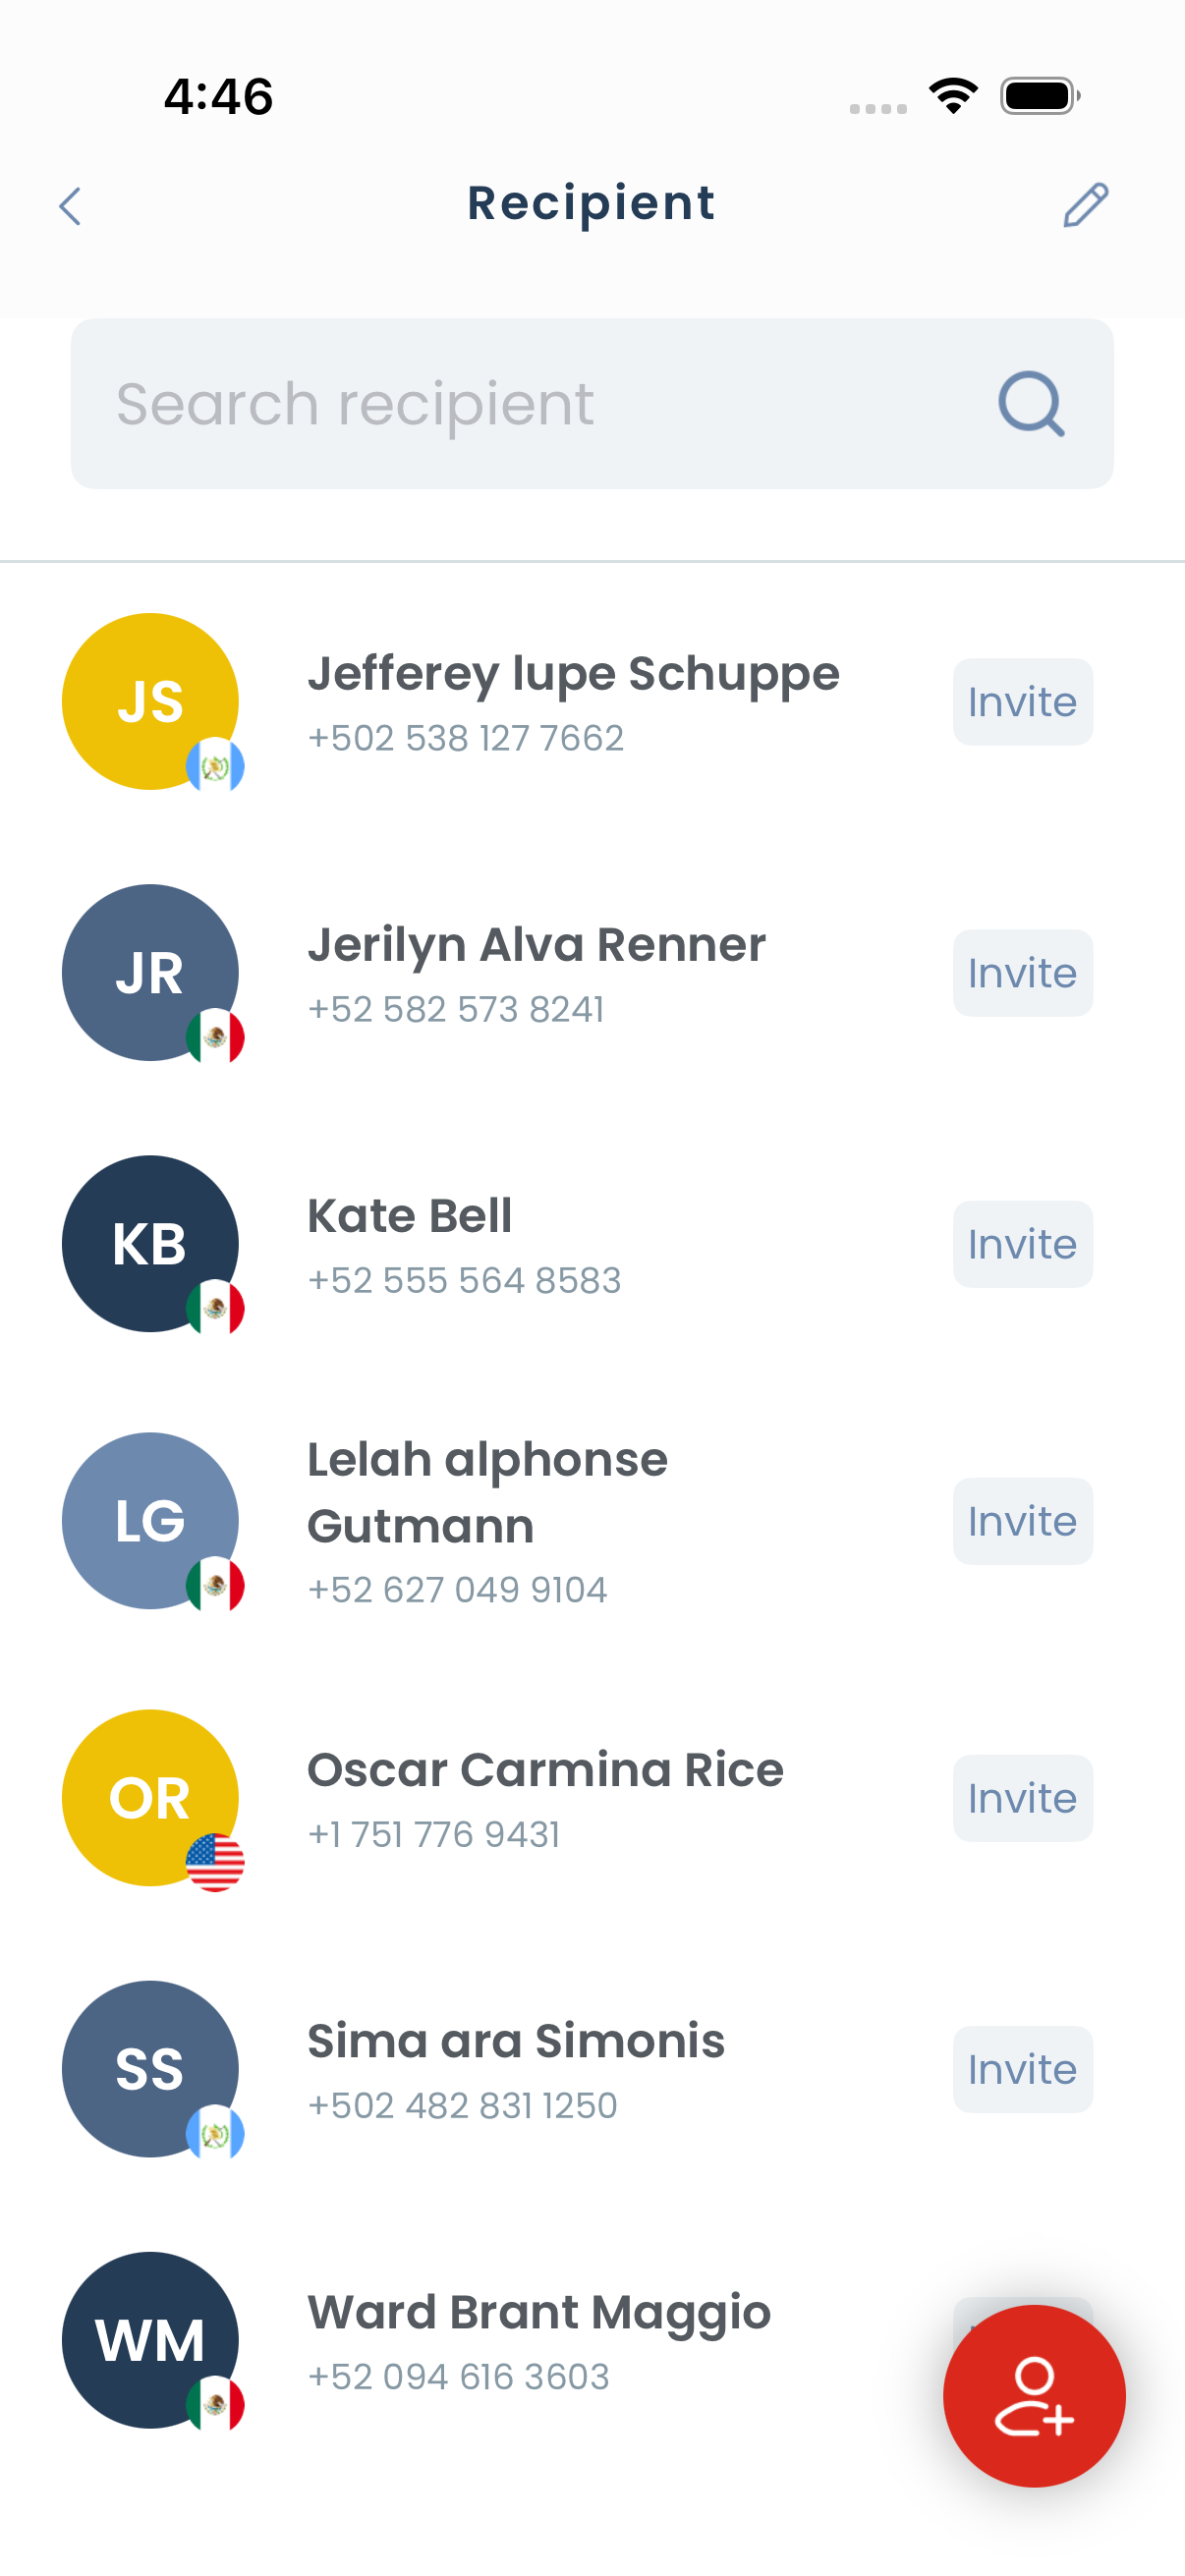 4:46
Recipient
Search recipient
JS
Jefferey lupe Schuppe
+502 538 127 7662
Invite
JR
Jerilyn Alva Renner
+52 582 573 8241
Invite
KB
Kate Bell
+52 555 564 8583
Invite
LG
Lelah alphonse
Gutmann
+52 627 049 9104
Invite
OR
Oscar Carmina Rice
+1 751 776 9431
Invite
SS
Sima ara Simonis
+502 482 831 1250
Invite
WM
Ward Brant Maggio
+52 094 616 3603